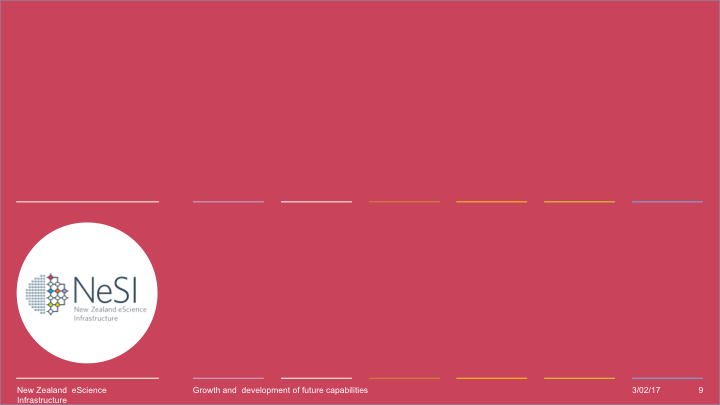 NeSI
New Zealand eScience
Infrastructure
New Zealand eScience
Infrastructure
Growth and development of future capabilities
3/02/17
9